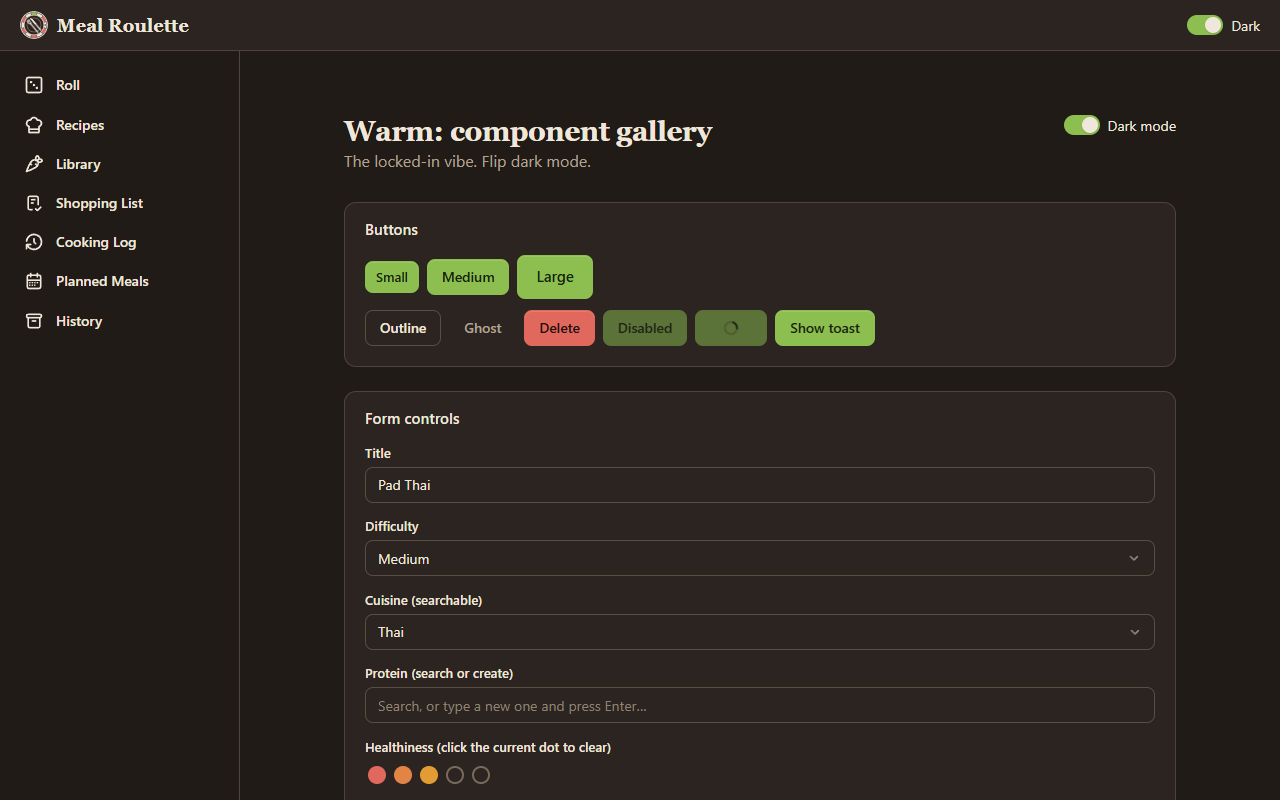 Meal Roulette
Dark
Roll
Recipes
Library
Shopping List
Cooking Log
Planned Meals
History
Warm: component gallery
Dark mode
The locked-in vibe. Flip dark mode.
Buttons
Small
Medium
Large
Outline
Ghost
Delete
Disabled
Show toast
Form controls
Title
Pad Thai
Difficulty
Medium
Cuisine (searchable)
Thai
Protein (search or create)
Search, or type a new one and press Enter...
Healthiness (click the current dot to clear)